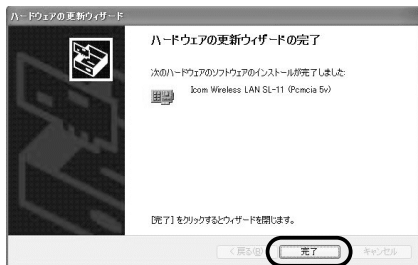 ハードウェアの更新ウィザード
ハードウェアの更新ウィザードの完了
次のハードウェアのソフトウェアのインストールが完了しました:
Icom Wireless LAN SL-11 (Pcmcia 5v)
[完了] をクリックするとウィザードを閉じます。
< 戻る(B)
完了
キャンセル